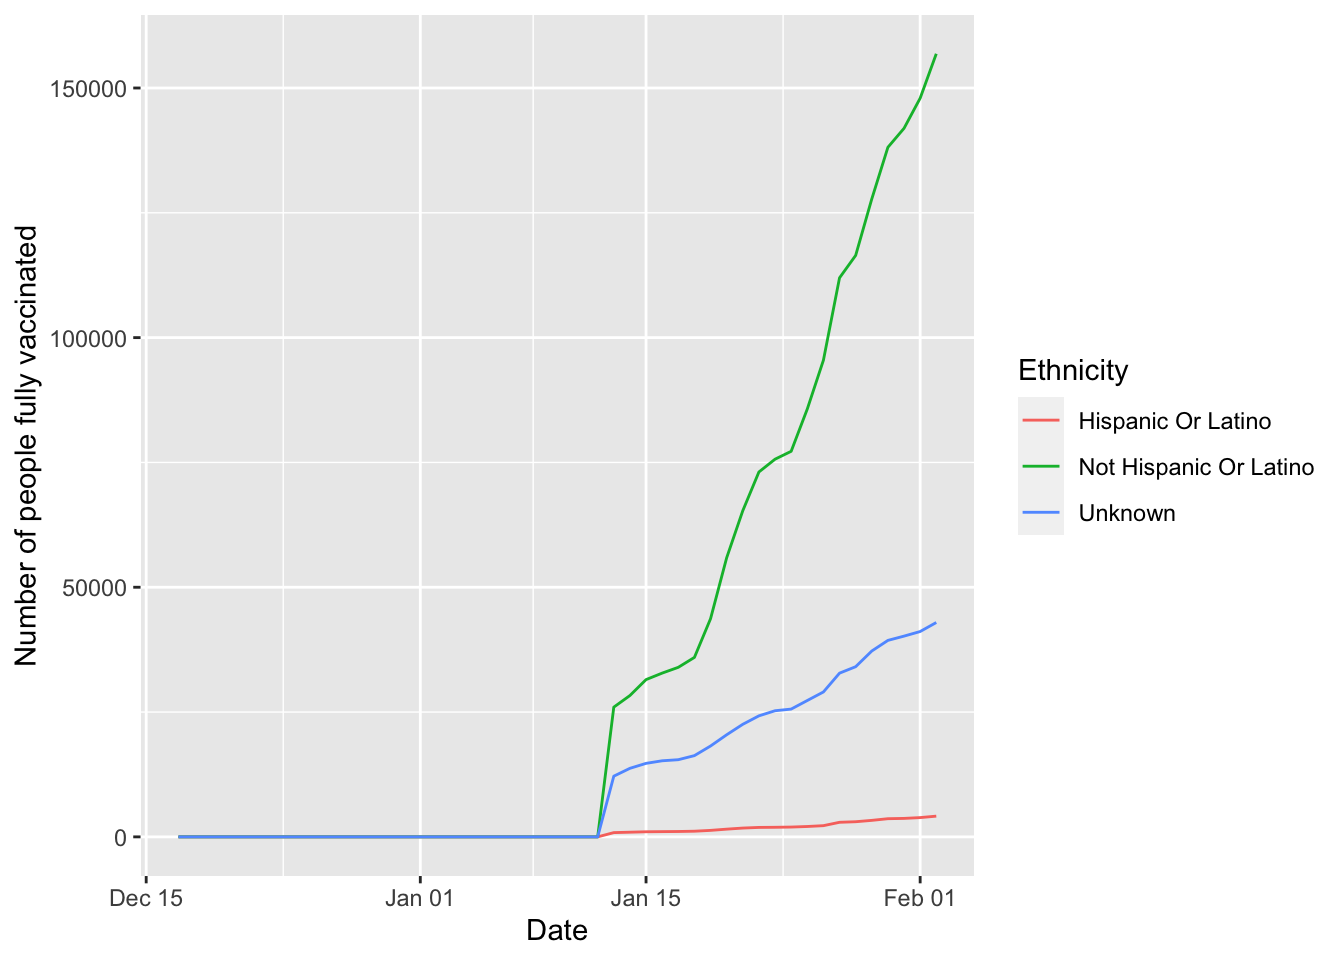 Number of people fully vaccinated
150000
100000
50000
0
Dec 15
Jan 01
Jan 15
Feb 01
Date
Ethnicity
Hispanic Or Latino
Not Hispanic Or Latino
Unknown